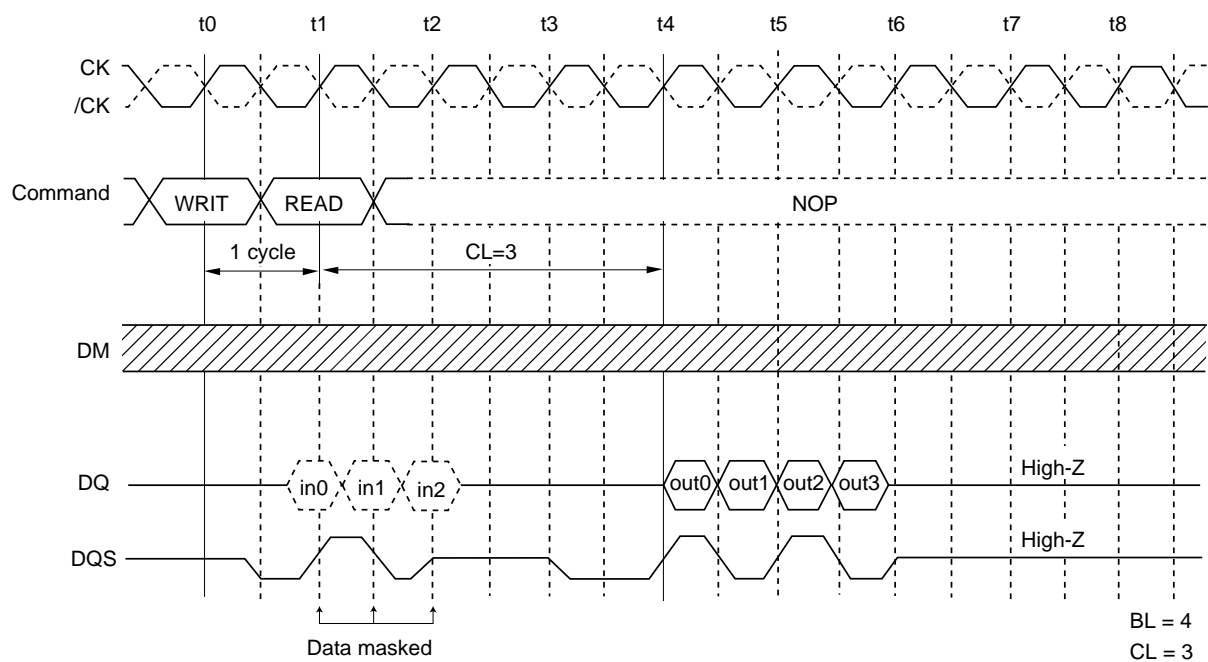 t0 t1 t2 t3 t4 t5 t6 t7 t8
CK
/CK
Command WRIT READ NOP
1 cycle CL=3
DM
DQ in0 in1 in2 out0 out1 out2 out3 High-Z
DQS High-Z
Data masked
BL = 4
CL = 3